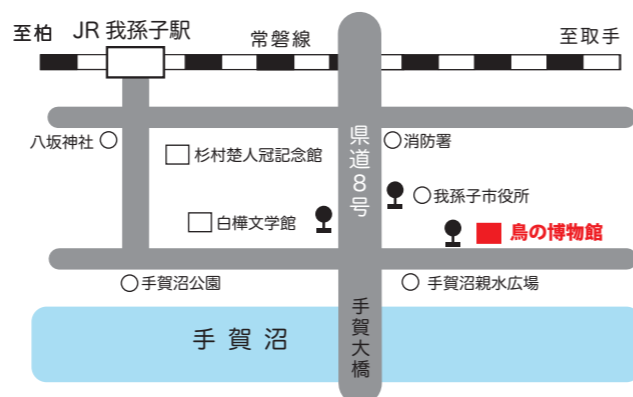 至柏
JR 我孫子駅
常磐線
至取手
八坂神社
杉村楚人冠記念館
県道8号
消防署
我孫子市役所
白樺文学館
鳥の博物館
手賀沼公園
手賀沼親水広場
手賀沼
手賀大橋